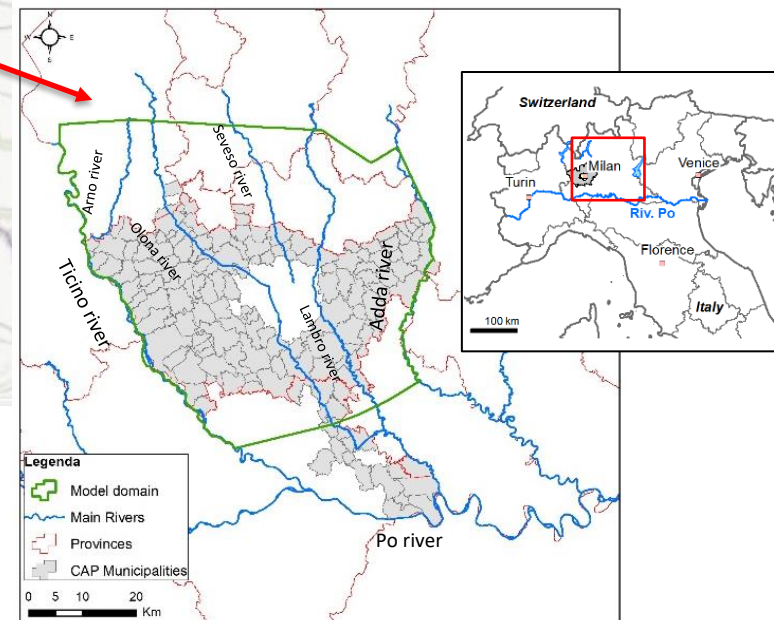 N
W
E
S
Arno river
Seveso river
Olona river
Ticino river
Lambro river
Adda river
Po river
Legenda
Model domain
Main Rivers
Provinces
CAP Municipalities
0 5 10 20
Km
Switzerland
Milan
Venice
Turin
Riv. Po
Florence
Italy
100 km